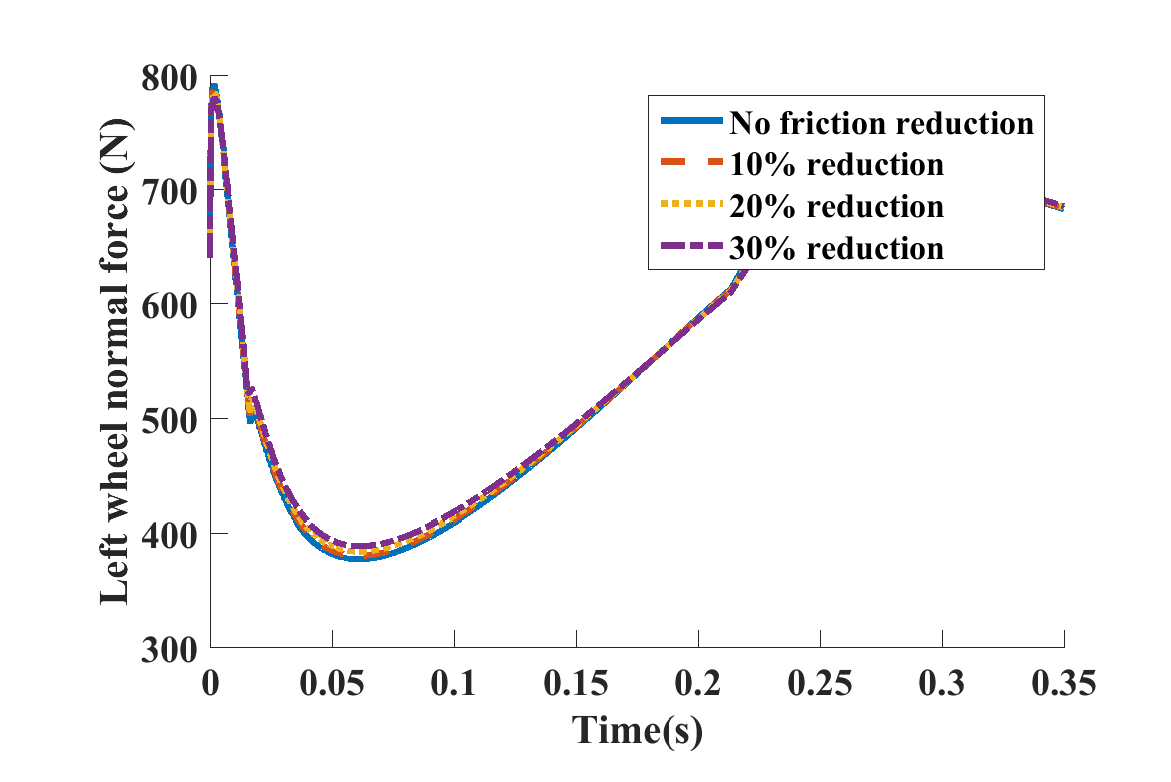 800
700
600
500
400
300
Left wheel normal force (N)
No friction reduction
10% reduction
20% reduction
30% reduction
0
0.05
0.1
0.15
0.2
0.25
0.3
0.35
Time(s)